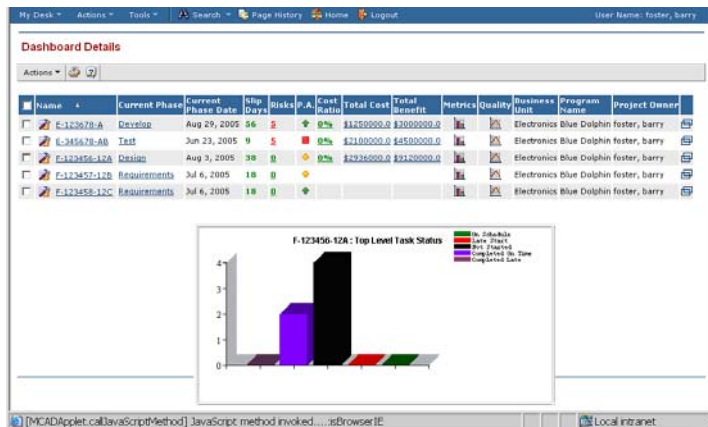 My Desk Actions Tools Search Page History Home Logout User Name: foster, barry
Dashboard Details
Actions
Name Current Phase Current Phase Date Slip Days Risks P.A. Cost Ratio Total Cost Total Benefit Metrics Quality Business Unit Program Name Project Owner
E-123678-A Develop Aug 29, 2005 56 5 0% $1250000.0 $3000000.0 Electronics Blue Dolphin foster, barry
E-345678-AB Test Jun 23, 2005 9 5 0% $2100000.0 $4500000.0 Electronics Blue Dolphin foster, barry
F-123456-12A Design Aug 3, 2005 38 0 0% $2936000.0 $9120000.0 Electronics Blue Dolphin foster, barry
F-123457-12B Requirements Jul 6, 2005 18 0 Electronics Blue Dolphin foster, barry
F-123458-12C Requirements Jul 6, 2005 18 0 Electronics Blue Dolphin foster, barry
F-123456-12A : Top Level Task Status
On Schedule
Late Start
Not Started
Completed On Time
Completed Late
4
3
2
1
0
[MCADApplet.callJavaScriptMethod] JavaScript method invoked....:isBrowserIE Local intranet